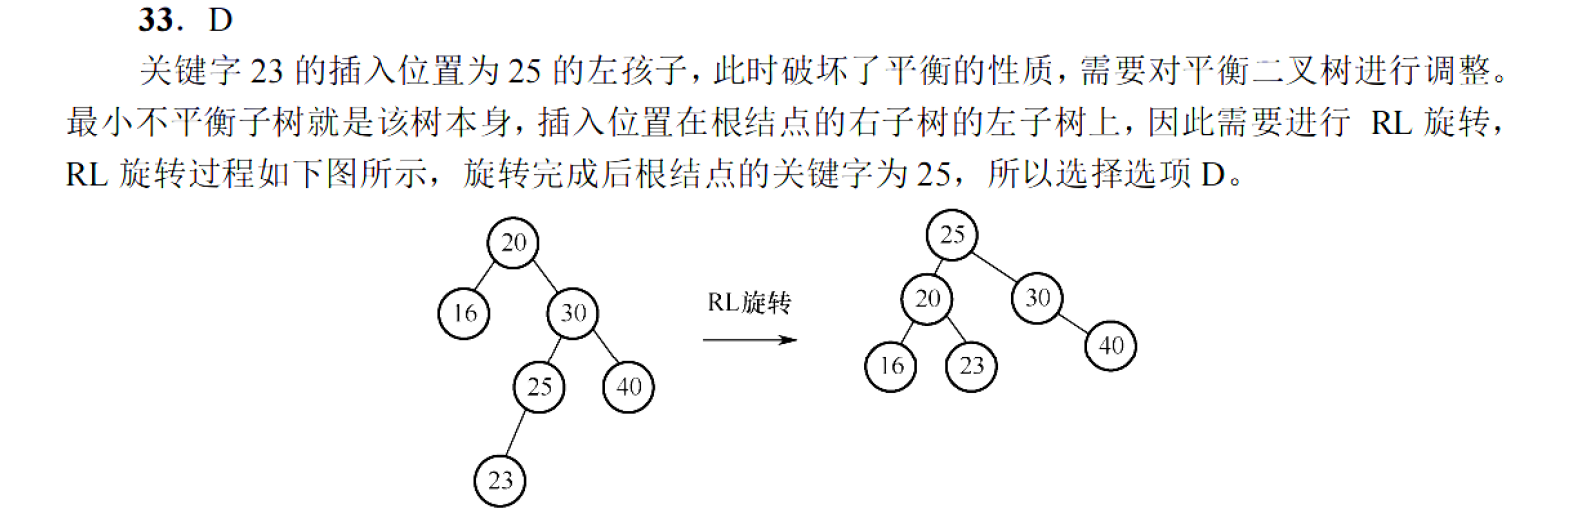 33. D
关键字 23 的插入位置为 25 的左孩子，此时破坏了平衡的性质，需要对平衡二叉树进行调整。
最小不平衡子树就是该树本身，插入位置在根结点的右子树的左子树上，因此需要进行 RL 旋转，
RL 旋转过程如下图所示，旋转完成后根结点的关键字为 25，所以选择选项 D。
20
16
30
25
40
23
RL旋转
25
20
30
16
23
40